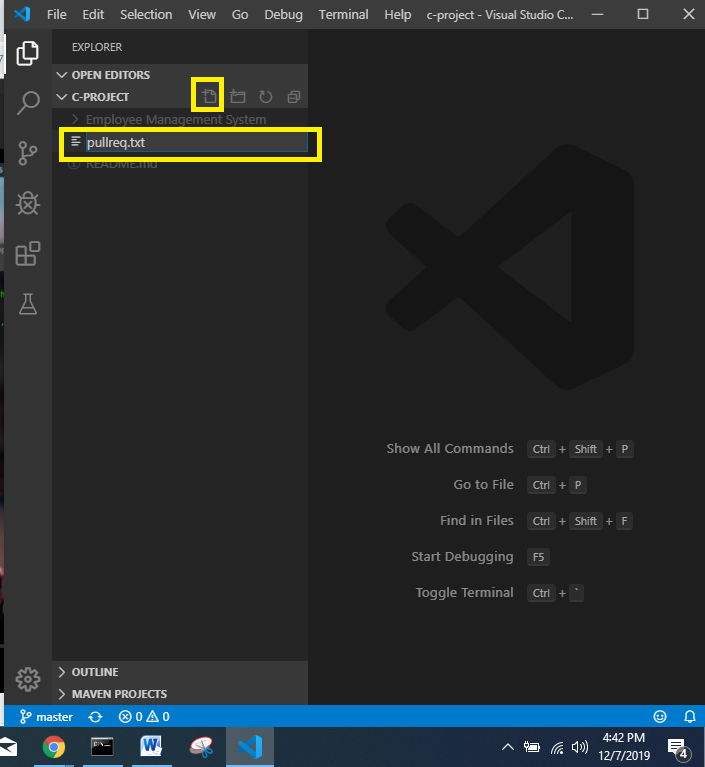 File Edit Selection View Go Debug Terminal Help c-project - Visual Studio C...
EXPLORER
OPEN EDITORS
C-PROJECT
Employee Management System
pullreq.txt
README.md
Show All Commands Ctrl + Shift + P
Go to File Ctrl + P
Find in Files Ctrl + Shift + F
Start Debugging F5
Toggle Terminal Ctrl + `
OUTLINE
MAVEN PROJECTS
master 0 0
4:42 PM
12/7/2019
4